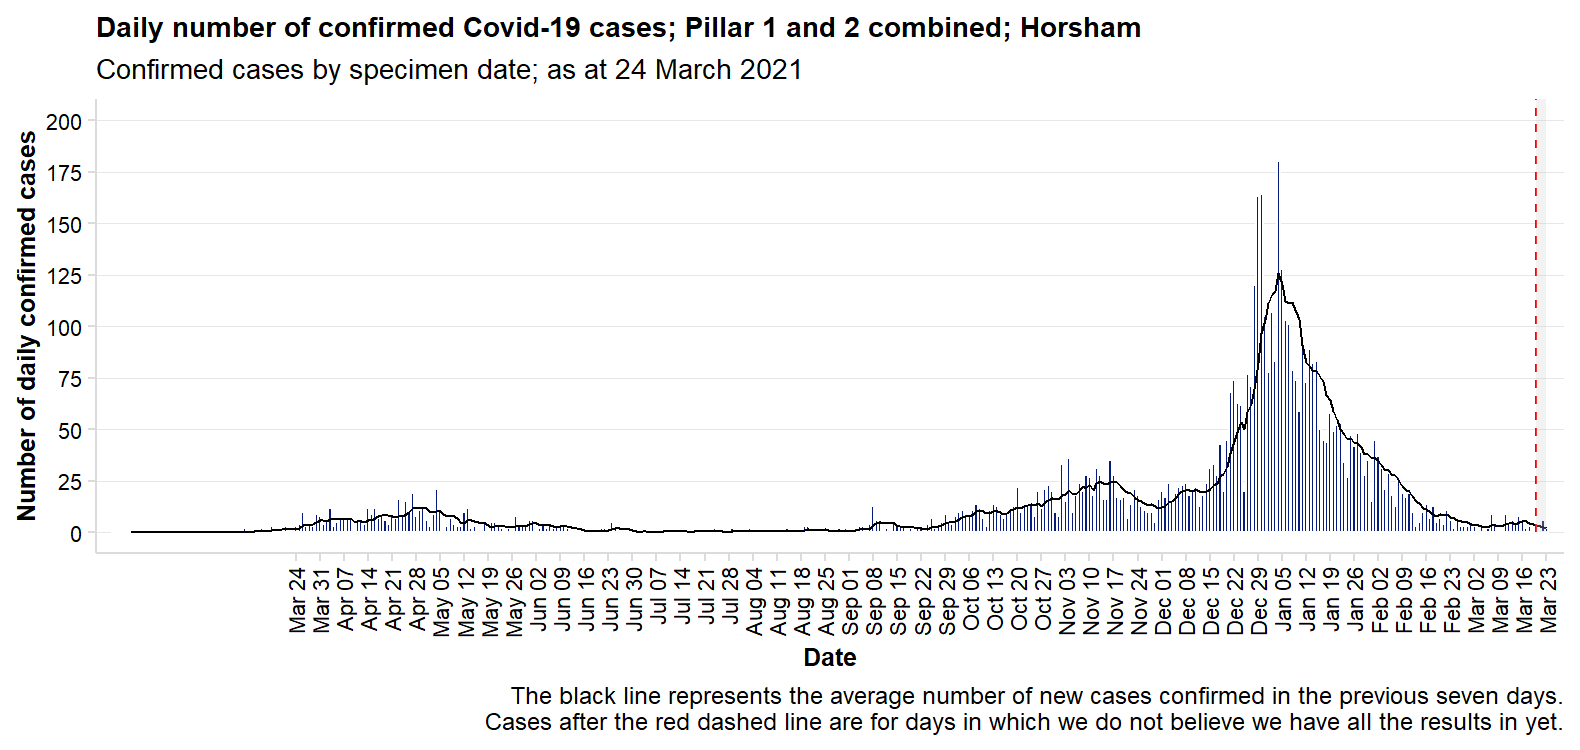 Daily number of confirmed Covid-19 cases; Pillar 1 and 2 combined; Horsham
Confirmed cases by specimen date; as at 24 March 2021
Number of daily confirmed cases
200
175
150
125
100
75
50
25
0
Mar 24
Mar 31
Apr 07
Apr 14
Apr 21
Apr 28
May 05
May 12
May 19
May 26
Jun 02
Jun 09
Jun 16
Jun 23
Jun 30
Jul 07
Jul 14
Jul 21
Jul 28
Aug 04
Aug 11
Aug 18
Aug 25
Sep 01
Sep 08
Sep 15
Sep 22
Sep 29
Oct 06
Oct 13
Oct 20
Oct 27
Nov 03
Nov 10
Nov 17
Nov 24
Dec 01
Dec 08
Dec 15
Dec 22
Dec 29
Jan 05
Jan 12
Jan 19
Jan 26
Feb 02
Feb 09
Feb 16
Feb 23
Mar 02
Mar 09
Mar 16
Mar 23
Date
The black line represents the average number of new cases confirmed in the previous seven days.
Cases after the red dashed line are for days in which we do not believe we have all the results in yet.